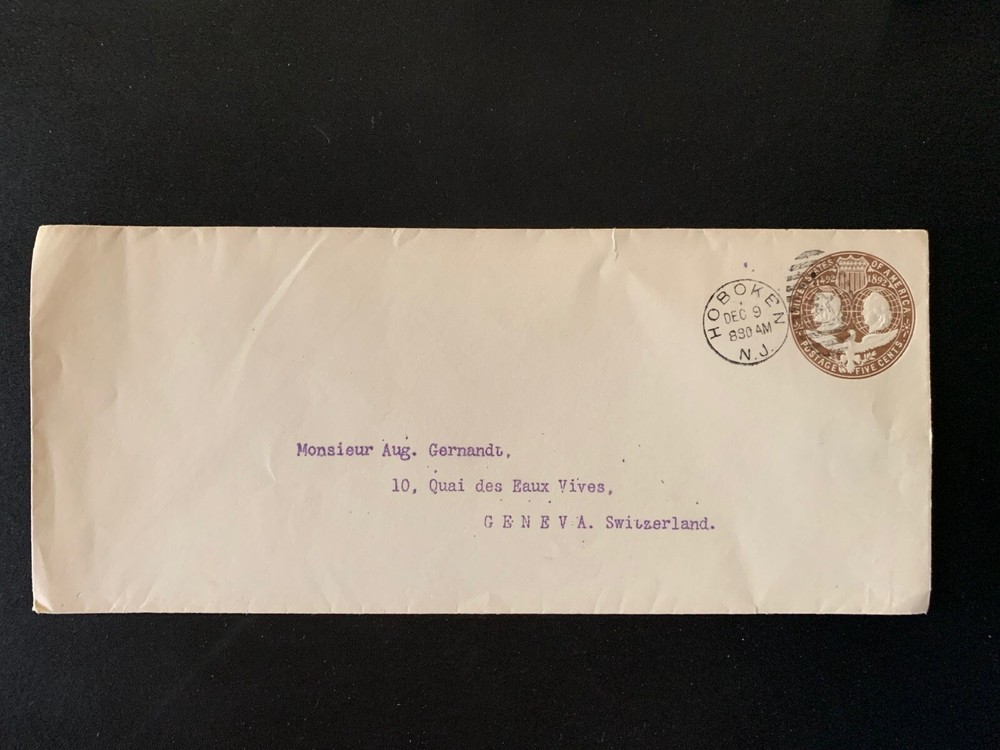 HOBOKEN
DEC 9
830 AM
N.J.
UNITED STATES OF AMERICA
1492 1892
POSTAGE FIVE CENTS.
Monsieur Aug. Gernandt,
10, Quai des Eaux Vives,
G E N E V A. Switzerland.